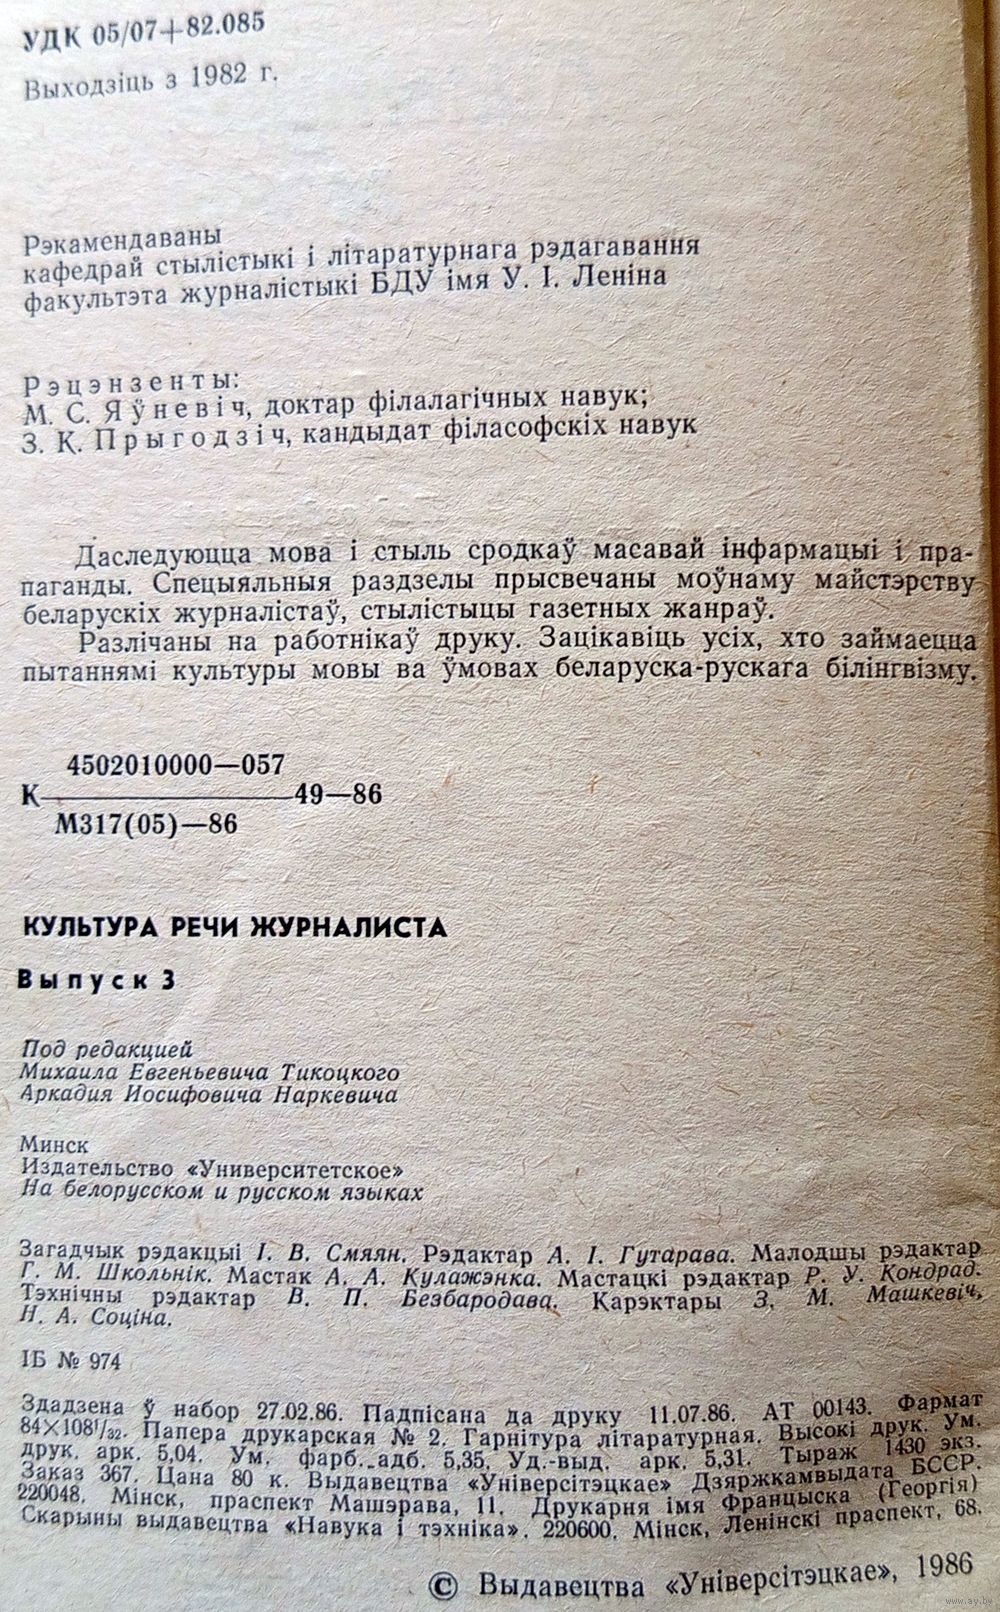 УДК 05/07+82.085
Выходзіць з 1982 г.
Рэкамендаваны
кафедрай стылістыкі і літаратурнага рэдагавання
факультэта журналістыкі БДУ імя У. І. Леніна
Рэцэнзенты:
М. С. Яўневіч, доктар філалагічных навук;
З. К. Прыгодзіч, кандыдат філасофскіх навук
Даследуюцца мова і стыль сродкаў масавай інфармацыі і пра-
паганды. Спецыяльныя раздзелы прысвечаны моўнаму майстэрству
беларускіх журналістаў, стылістыцы газетных жанраў.
Разлічаны на работнікаў друку. Зацікавіць усіх, хто займаецца
пытаннямі культуры мовы ва ўмовах беларуска-рускага білінгвізму.
4502010000—057
К————49—86
М317(05)—86
КУЛЬТУРА РЕЧИ ЖУРНАЛИСТА
Выпуск 3
Под редакцией
Михаила Евгеньевича Тикоцкого
Аркадия Иосифовича Наркевича
Минск
Издательство «Университетское»
На белорусском и русском языках
Загадчык рэдакцыі І. В. Смяян. Рэдактар А. І. Гутарава. Малодшы рэдактар
Г. М. Школьнік. Мастак А. А. Кулажэнка. Мастацкі рэдактар Р. У. Кондрад.
Тэхнічны рэдактар В. П. Безбародава. Карэктары З. М. Машкевіч,
Н. А. Соціна.
ІБ № 974
Здадзена ў набор 27.02.86. Падпісана да друку 11.07.86. АТ 00143. Фармат
84×108¹/₃₂. Папера друкарская № 2. Гарнітура літаратурная. Высокі друк. Ум.
друк. арк. 5,04. Ум. фарб.-адб. 5,35. Уд.-выд. арк. 5,31. Тыраж 1430 экз.
Заказ 367. Цана 80 к. Выдавецтва «Універсітэцкае» Дзяржкамвыдата БССР.
220048. Мінск, праспект Машэрава, 11. Друкарня імя Францыска (Георгія)
Скарыны выдавецтва «Навука і тэхніка». 220600. Мінск, Ленінскі праспект, 68.
© Выдавецтва «Універсітэцкае», 1986
www.ay.by